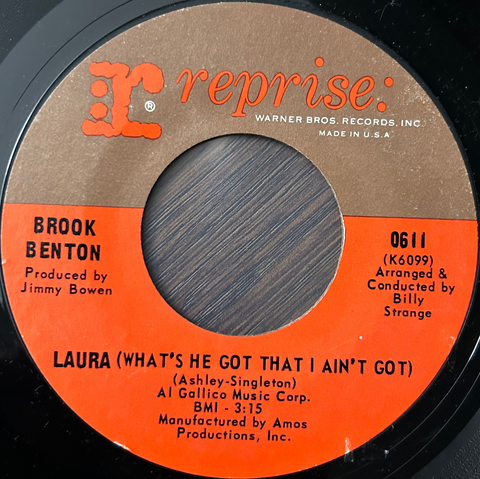 r® reprise:
WARNER BROS. RECORDS, INC.
MADE IN U.S.A
BROOK
BENTON
Produced by
Jimmy Bowen
0611
(K6099)
Arranged &
Conducted by
Billy
Strange
LAURA (WHAT'S HE GOT THAT I AIN'T GOT)
(Ashley-Singleton)
Al Gallico Music Corp.
BMI - 3:15
Manufactured by Amos
Productions, Inc.